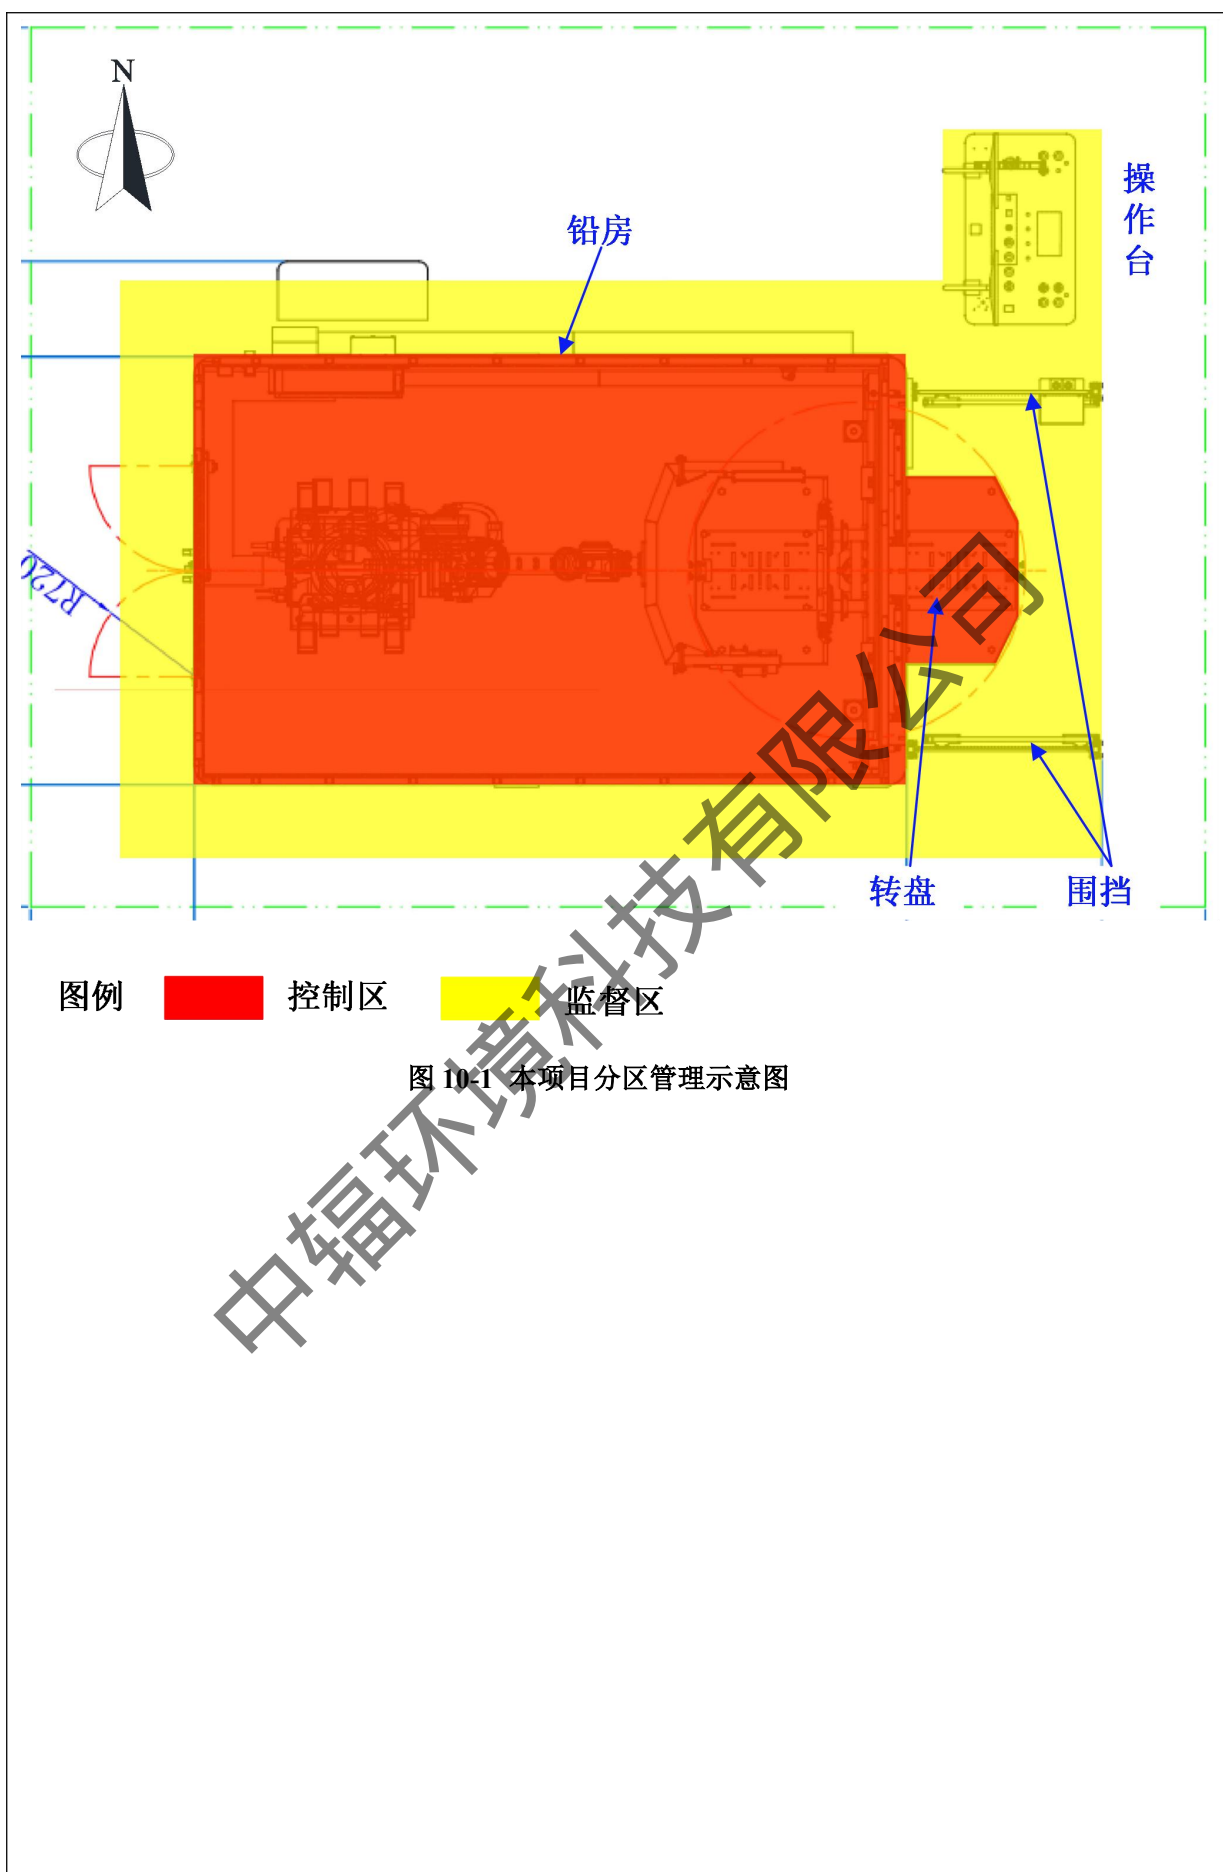 N
操作台
铅房
R720
转盘
围挡
图例
控制区
监督区
图 10-1 本项目分区管理示意图
中辐环境科技有限公司